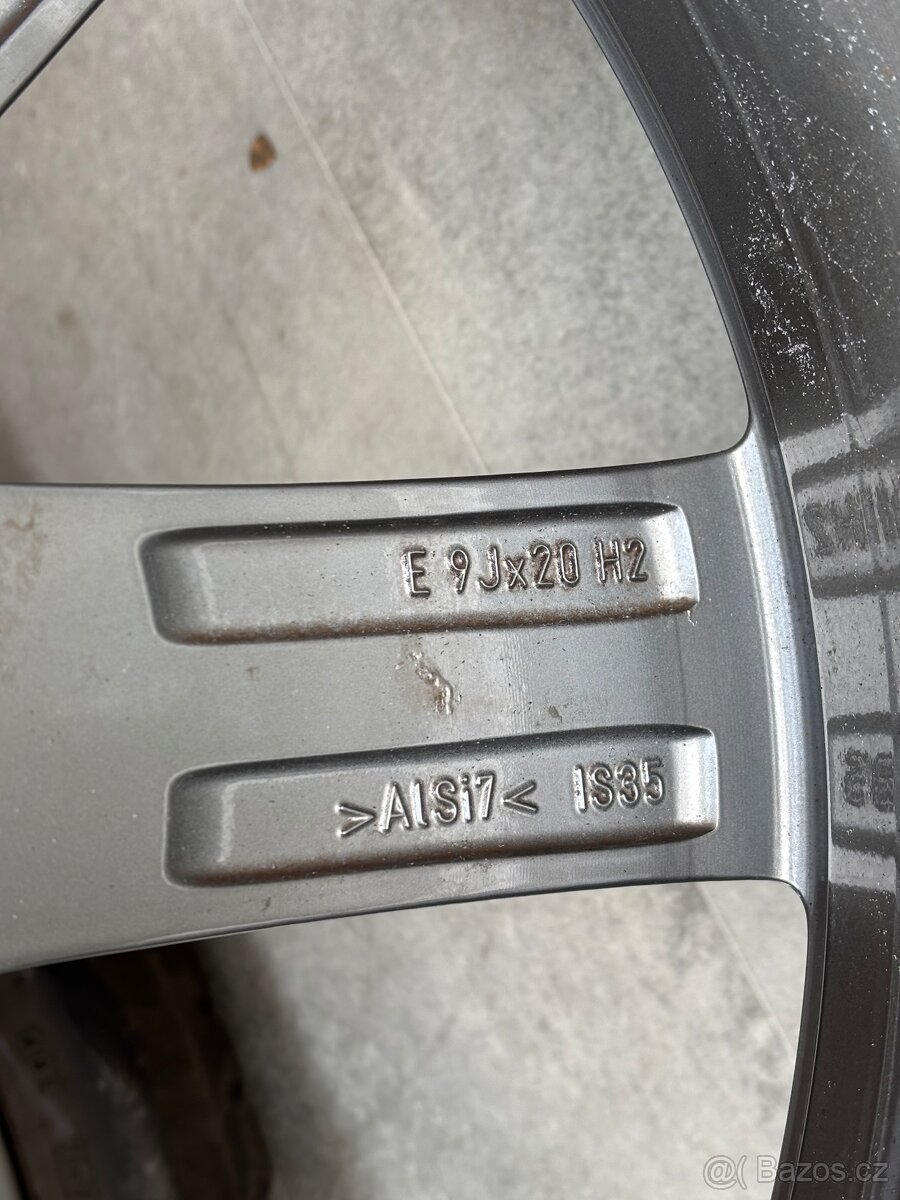 E 9Jx20 H2
>AlSi7< IS35
@( Bazos.cz